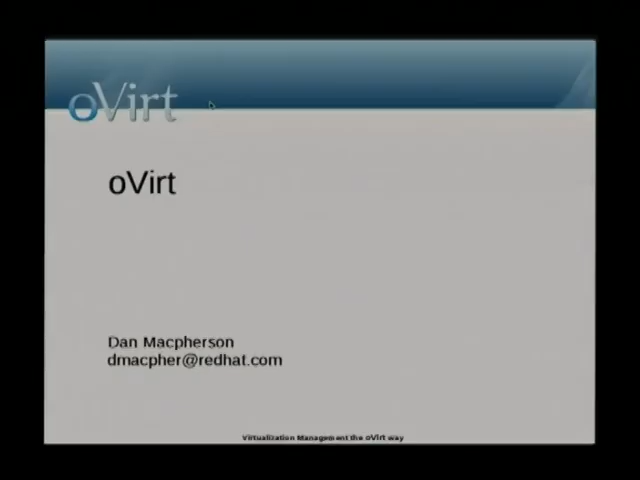 oVirt
oVirt
Dan Macpherson
dmacpher@redhat.com
Virtualization Management the oVirt way